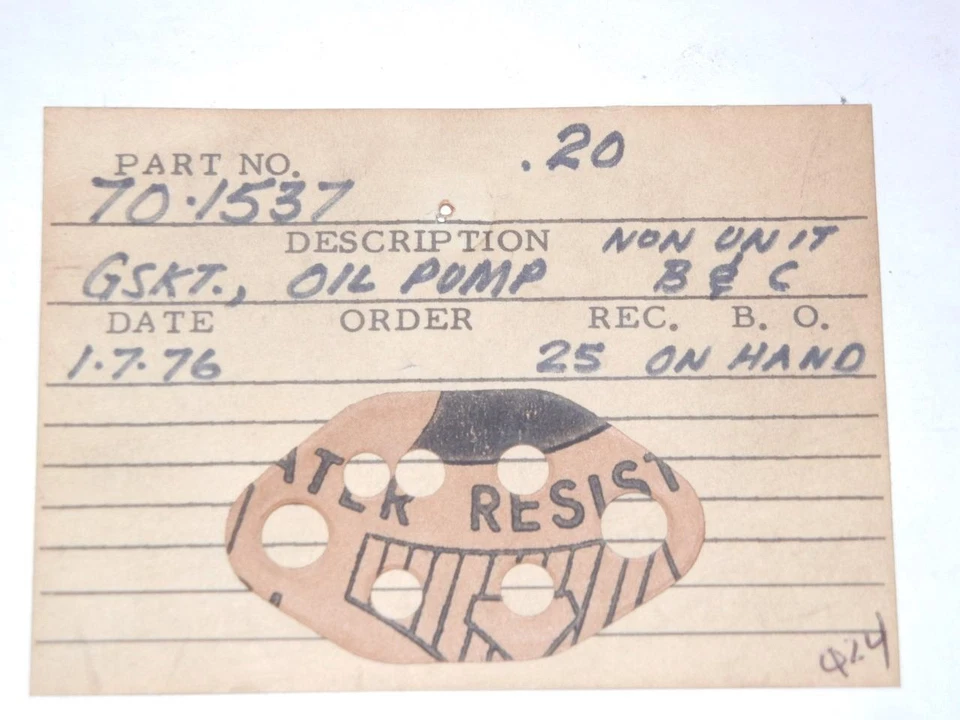 PART NO. .20
70-1537
DESCRIPTION NON UNIT
GSKT., OIL PUMP B & C
DATE ORDER REC. B. O.
1-7-76 25 ON HAND
ATER RESIST